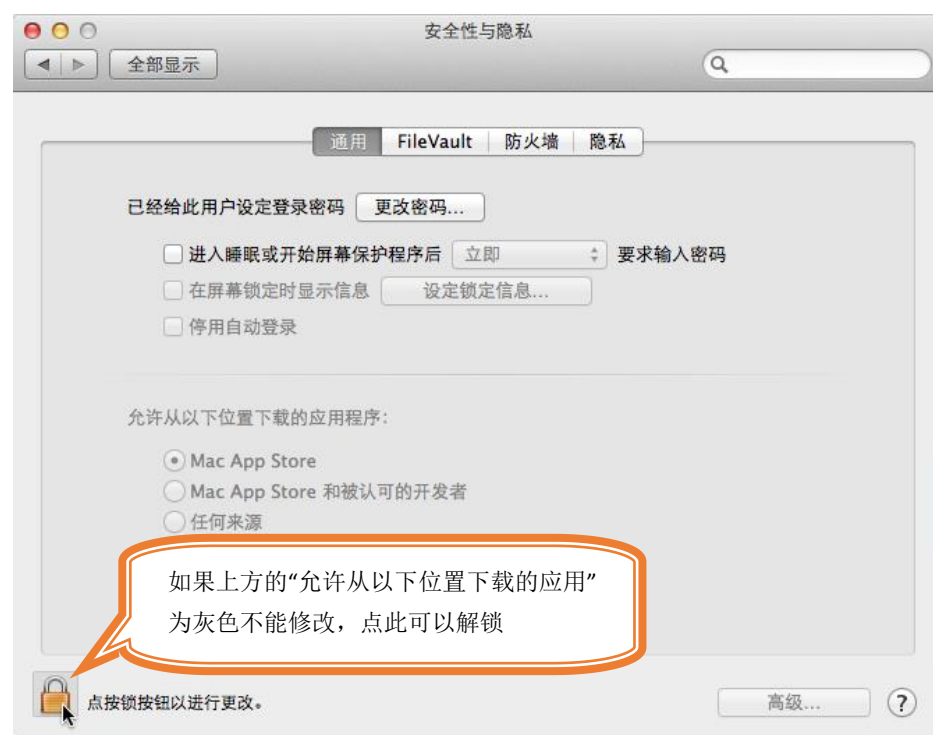 安全性与隐私
全部显示
通用 FileVault 防火墙 隐私
已经给此用户设定登录密码 更改密码...
进入睡眠或开始屏幕保护程序后 立即 要求输入密码
在屏幕锁定时显示信息 设定锁定信息...
停用自动登录
允许从以下位置下载的应用程序:
Mac App Store
Mac App Store 和被认可的开发者
任何来源
如果上方的“允许从以下位置下载的应用”
为灰色不能修改，点此可以解锁
点按锁按钮以进行更改。 高级... ?